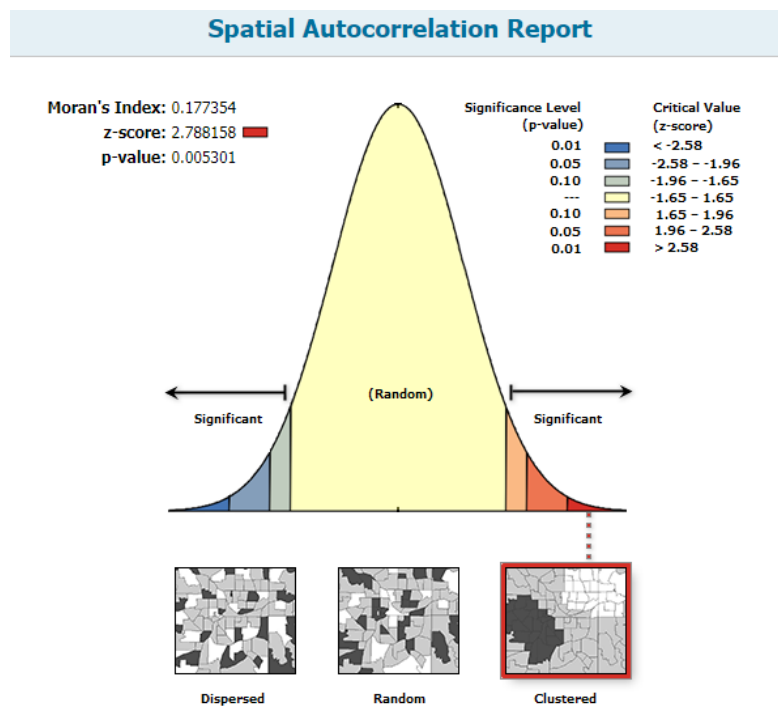 Spatial Autocorrelation Report
Moran's Index: 0.177354
z-score: 2.788158
p-value: 0.005301
Significance Level
(p-value)
Critical Value
(z-score)
0.01 < -2.58
0.05 -2.58 – -1.96
0.10 -1.96 – -1.65
--- -1.65 – 1.65
0.10 1.65 – 1.96
0.05 1.96 – 2.58
0.01 > 2.58
(Random)
Significant
Significant
Dispersed
Random
Clustered